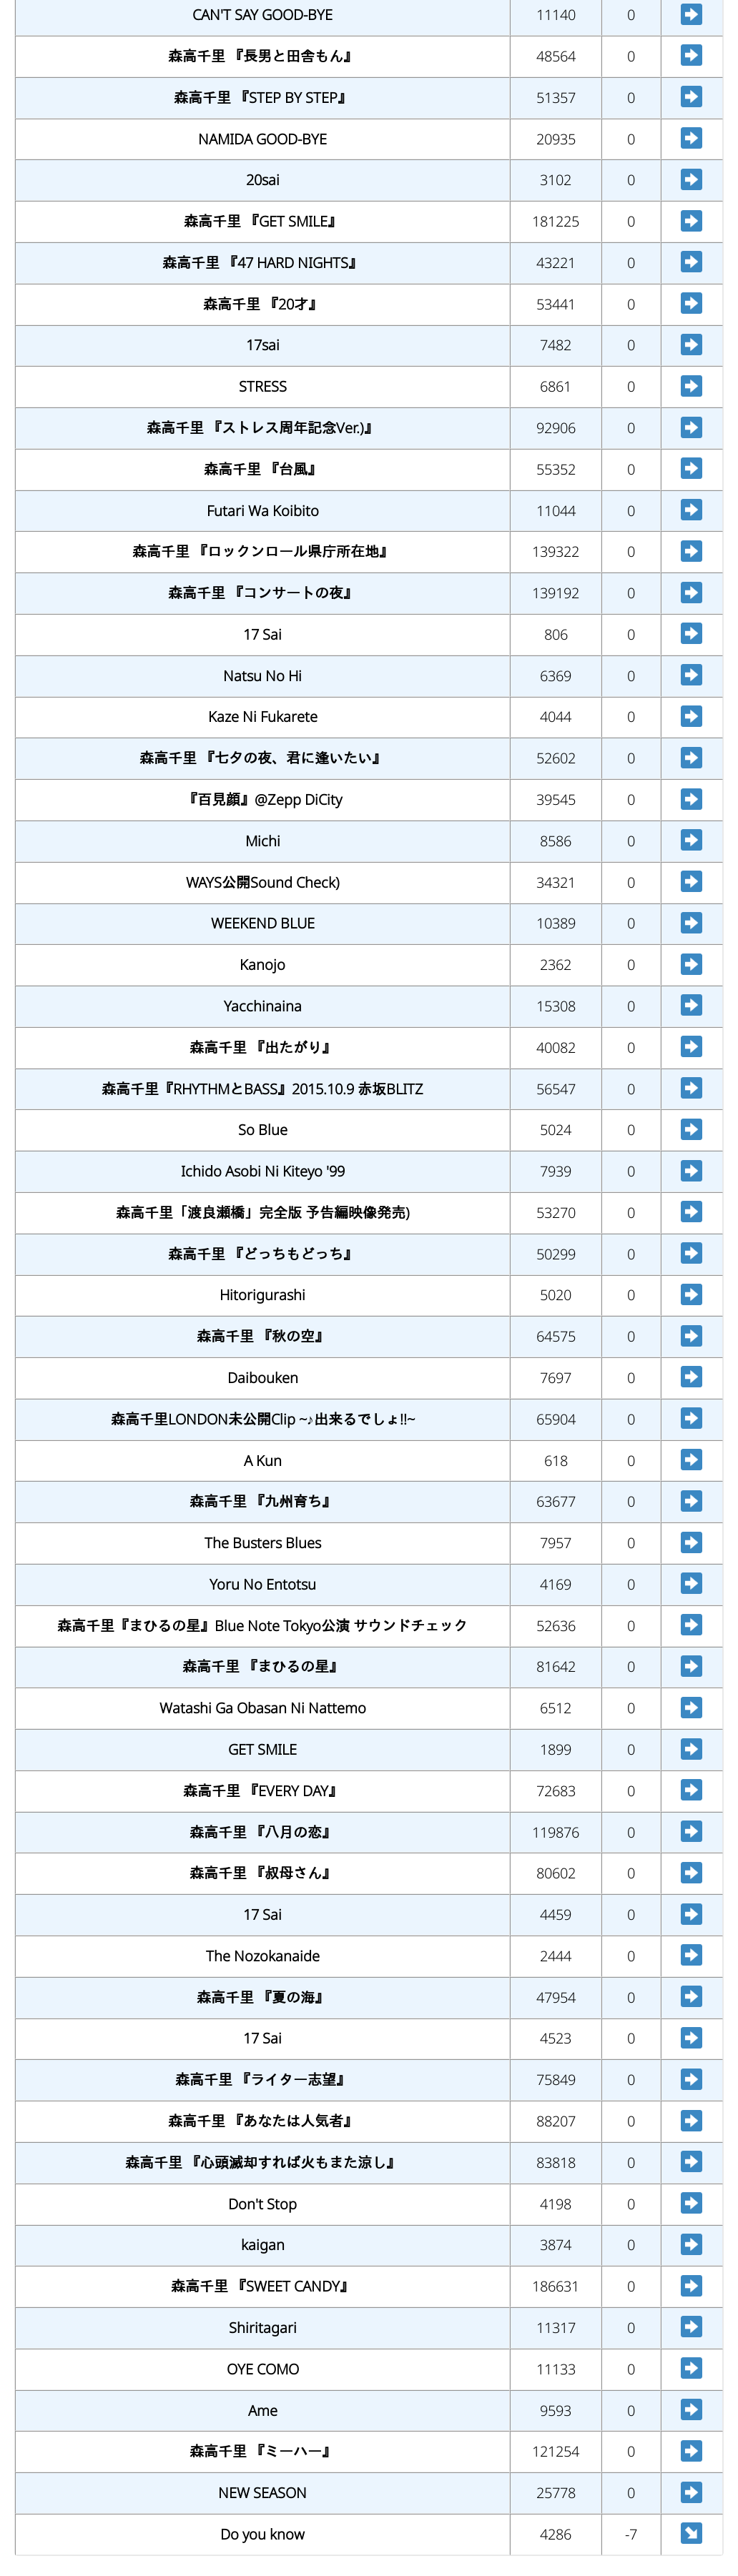 CAN'T SAY GOOD-BYE 11140 0
森高千里 『長男と田舎もん』 48564 0
森高千里 『STEP BY STEP』 51357 0
NAMIDA GOOD-BYE 20935 0
20sai 3102 0
森高千里 『GET SMILE』 181225 0
森高千里 『47 HARD NIGHTS』 43221 0
森高千里 『20才』 53441 0
17sai 7482 0
STRESS 6861 0
森高千里 『ストレス周年記念Ver.)』 92906 0
森高千里 『台風』 55352 0
Futari Wa Koibito 11044 0
森高千里 『ロックンロール県庁所在地』 139322 0
森高千里 『コンサートの夜』 139192 0
17 Sai 806 0
Natsu No Hi 6369 0
Kaze Ni Fukarete 4044 0
森高千里 『七夕の夜、君に逢いたい』 52602 0
『百見顔』@Zepp DiCity 39545 0
Michi 8586 0
WAYS公開Sound Check) 34321 0
WEEKEND BLUE 10389 0
Kanojo 2362 0
Yacchinaina 15308 0
森高千里 『出たがり』 40082 0
森高千里『RHYTHMとBASS』2015.10.9 赤坂BLITZ 56547 0
So Blue 5024 0
Ichido Asobi Ni Kiteyo '99 7939 0
森高千里「渡良瀬橋」完全版 予告編映像発売) 53270 0
森高千里 『どっちもどっち』 50299 0
Hitorigurashi 5020 0
森高千里 『秋の空』 64575 0
Daibouken 7697 0
森高千里LONDON未公開Clip ~♪出来るでしょ!!~ 65904 0
A Kun 618 0
森高千里 『九州育ち』 63677 0
The Busters Blues 7957 0
Yoru No Entotsu 4169 0
森高千里『まひるの星』Blue Note Tokyo公演 サウンドチェック 52636 0
森高千里 『まひるの星』 81642 0
Watashi Ga Obasan Ni Nattemo 6512 0
GET SMILE 1899 0
森高千里 『EVERY DAY』 72683 0
森高千里 『八月の恋』 119876 0
森高千里 『叔母さん』 80602 0
17 Sai 4459 0
The Nozokanaide 2444 0
森高千里 『夏の海』 47954 0
17 Sai 4523 0
森高千里 『ライター志望』 75849 0
森高千里 『あなたは人気者』 88207 0
森高千里 『心頭滅却すれば火もまた涼し』 83818 0
Don't Stop 4198 0
kaigan 3874 0
森高千里 『SWEET CANDY』 186631 0
Shiritagari 11317 0
OYE COMO 11133 0
Ame 9593 0
森高千里 『ミーハー』 121254 0
NEW SEASON 25778 0
Do you know 4286 -7